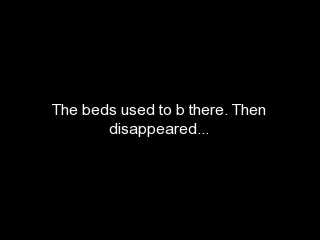 The beds used to b there. Then
disappeared...